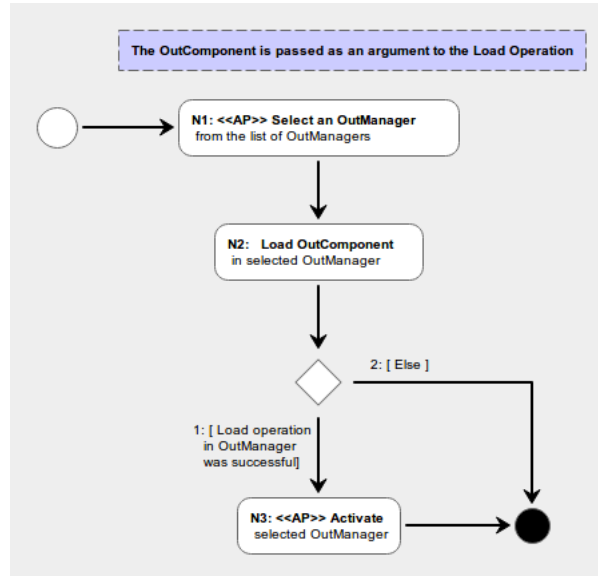 The OutComponent is passed as an argument to the Load Operation
N1: <<AP>> Select an OutManager
from the list of OutManagers
N2: Load OutComponent
in selected OutManager
2: [ Else ]
1: [ Load operation
in OutManager
was successful]
N3: <<AP>> Activate
selected OutManager